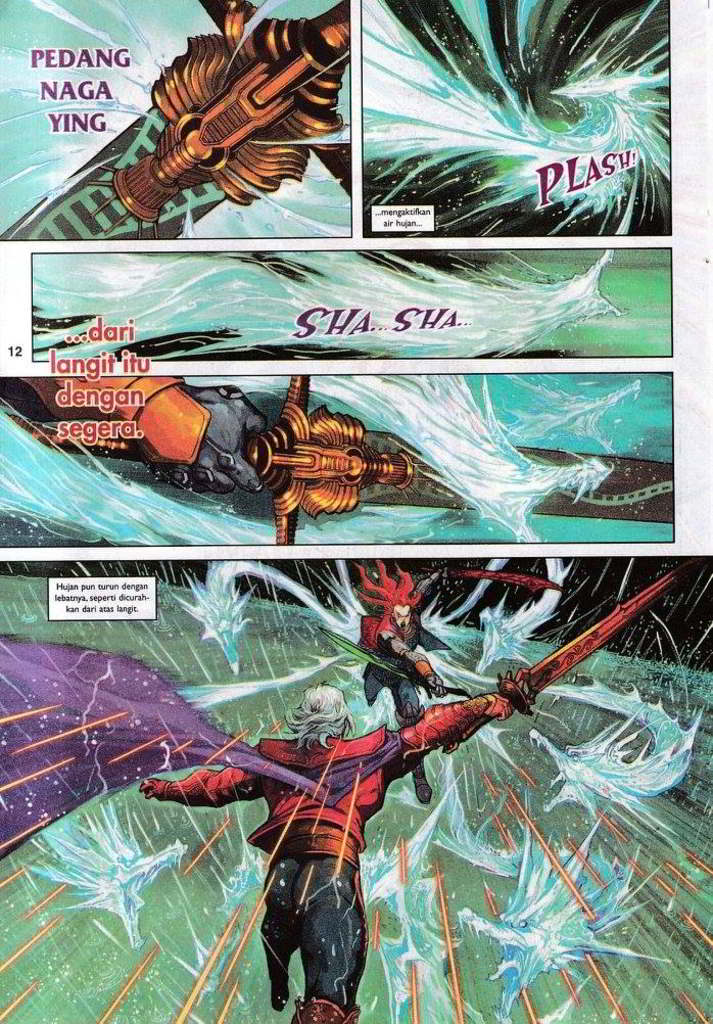 PEDANG
NAGA
YING
PLASH!
...mengaktifkan
air hujan...
SHA... SHA...
12
...dari
langit itu
dengan
segera.
Hujan pun turun dengan
lebatnya, seperti dicurah-
kan dari atas langit.